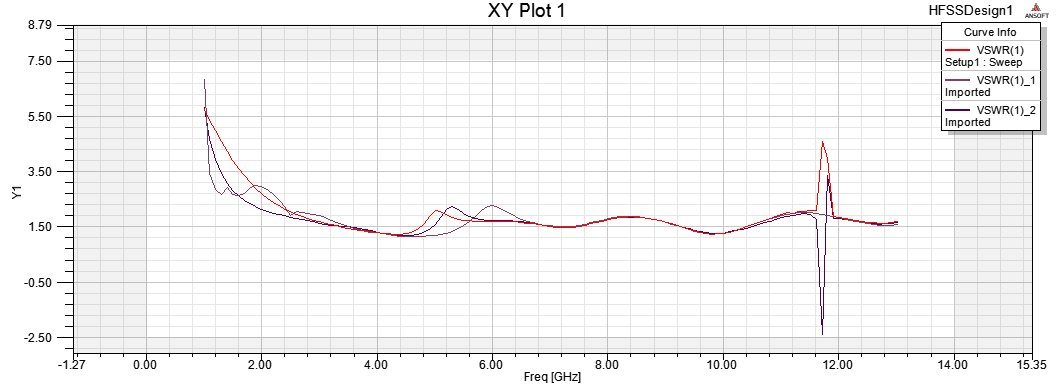 XY Plot 1
HFSSDesign1
ANSOFT
Curve Info
VSWR(1)
Setup1 : Sweep
VSWR(1)_1
Imported
VSWR(1)_2
Imported
8.79
7.50
5.50
3.50
1.50
-0.50
-2.50
Y1
-1.27 0.00 2.00 4.00 6.00 8.00 10.00 12.00 14.00 15.35
Freq [GHz]